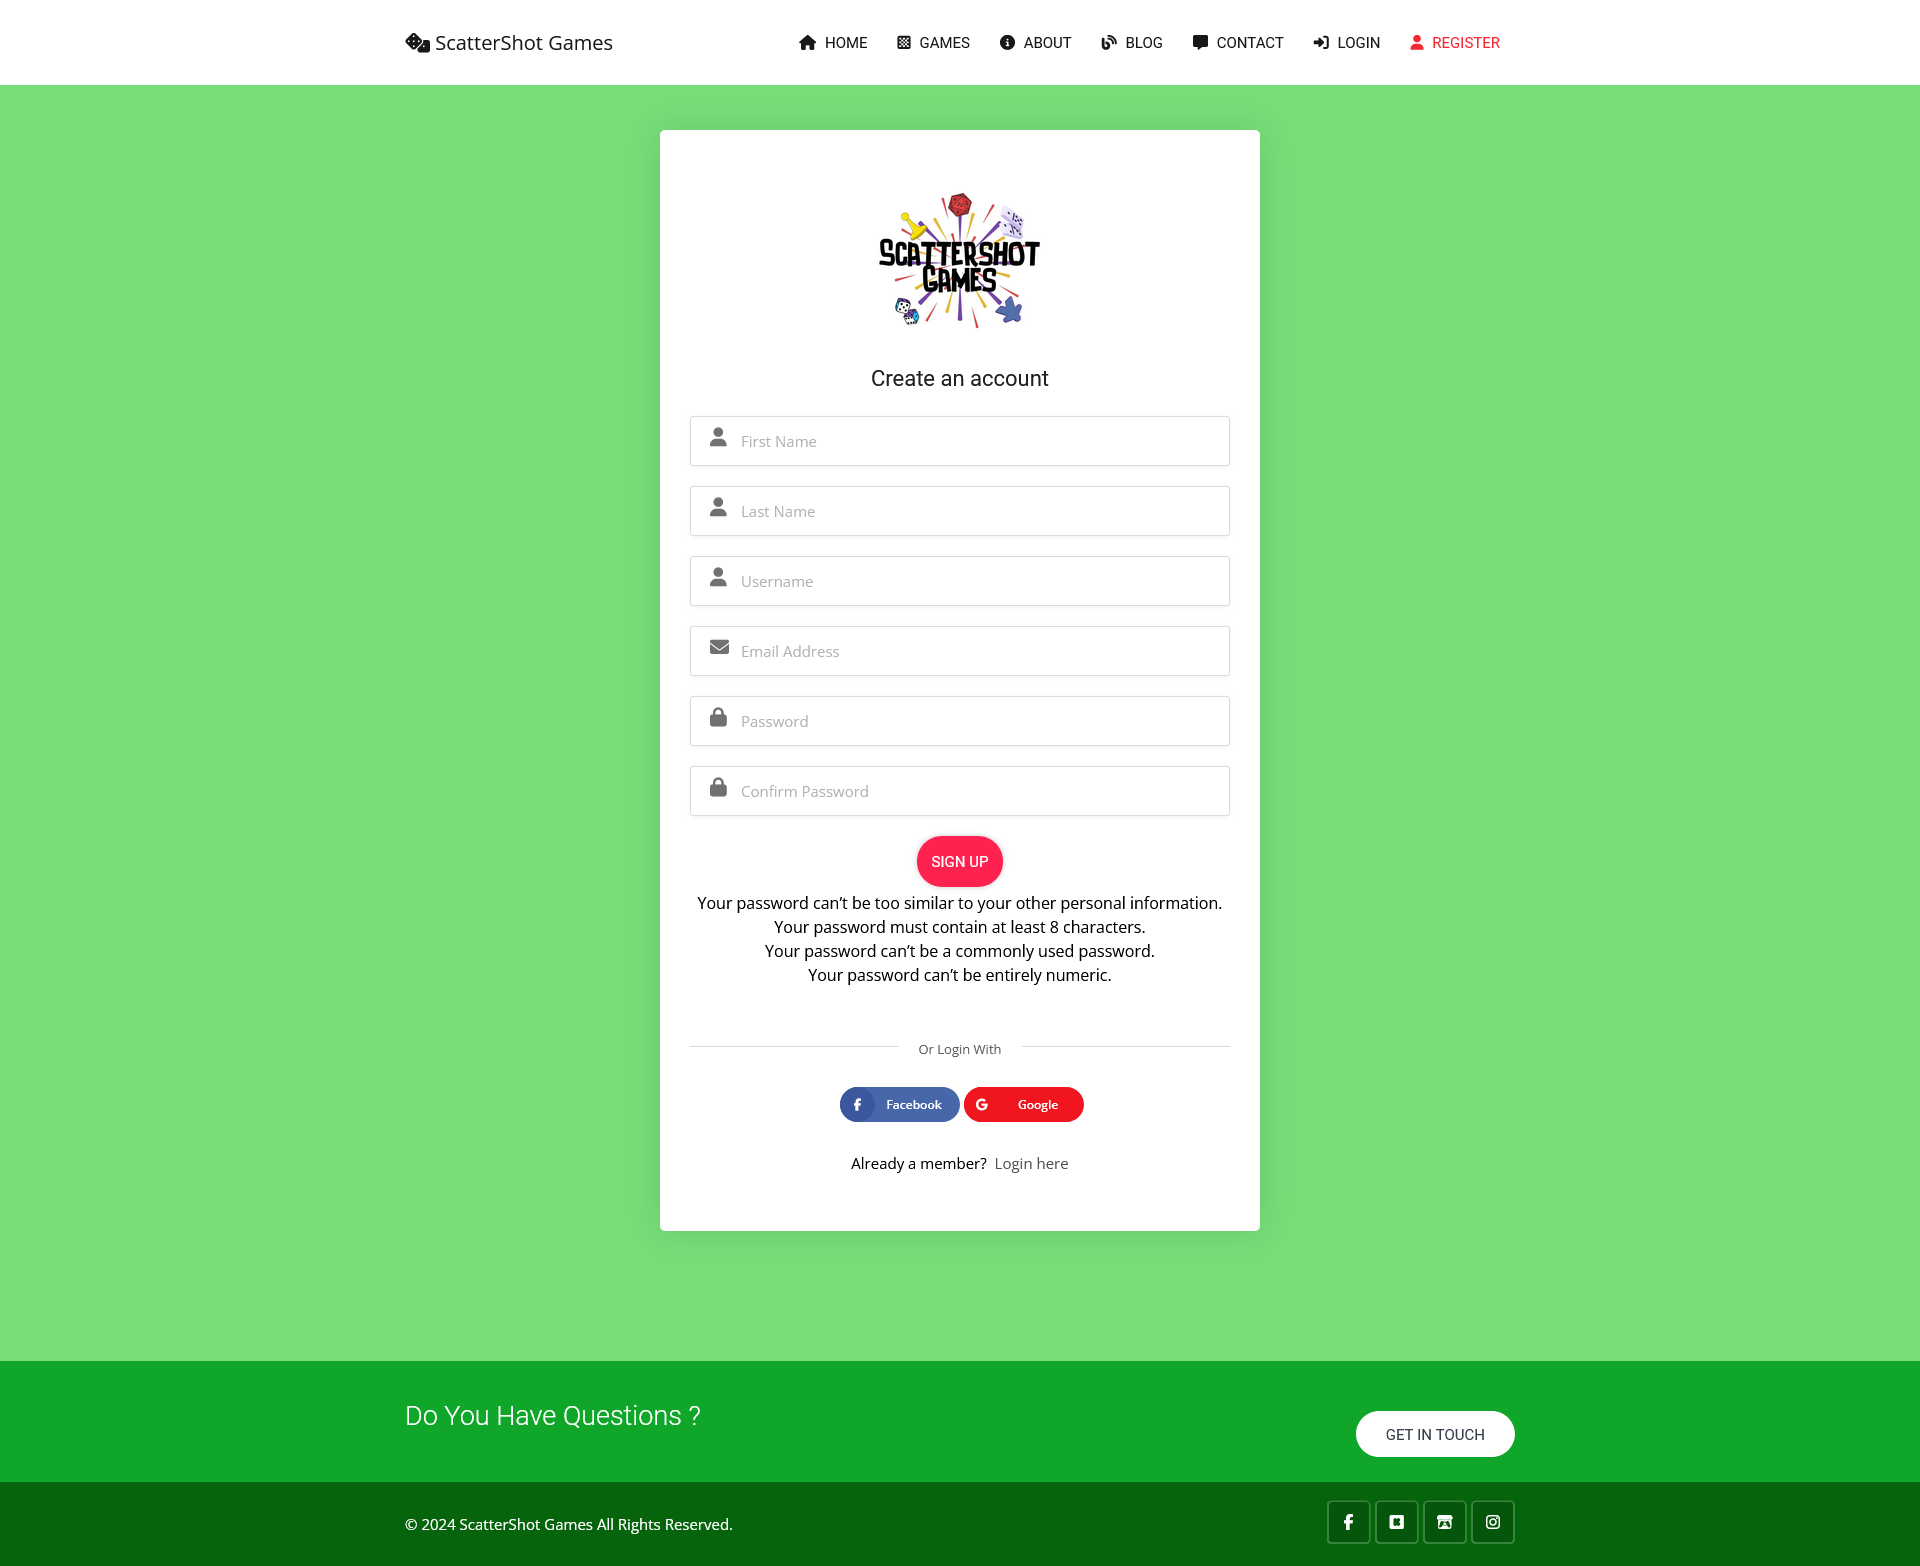 ScatterShot Games
HOME GAMES ABOUT BLOG CONTACT LOGIN REGISTER
SCATTERSHOT
GAMES
Create an account
First Name
Last Name
Username
Email Address
Password
Confirm Password
SIGN UP
Your password can’t be too similar to your other personal information.
Your password must contain at least 8 characters.
Your password can’t be a commonly used password.
Your password can’t be entirely numeric.
Or Login With
Facebook Google
Already a member? Login here
Do You Have Questions ?
GET IN TOUCH
© 2024 ScatterShot Games All Rights Reserved.